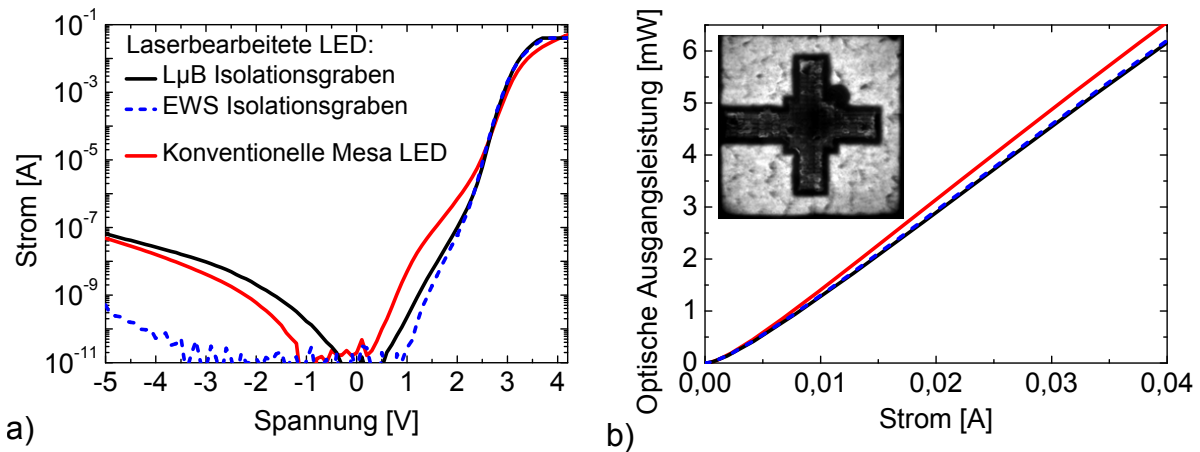 Strom [A]
10⁻¹
10⁻³
10⁻⁵
10⁻⁷
10⁻⁹
10⁻¹¹
Laserbearbeitete LED:
LµB Isolationsgraben
EWS Isolationsgraben
Konventionelle Mesa LED
-5 -4 -3 -2 -1 0 1 2 3 4
Spannung [V]
a)
Optische Ausgangsleistung [mW]
6
5
4
3
2
1
0
0,00 0,01 0,02 0,03 0,04
Strom [A]
b)